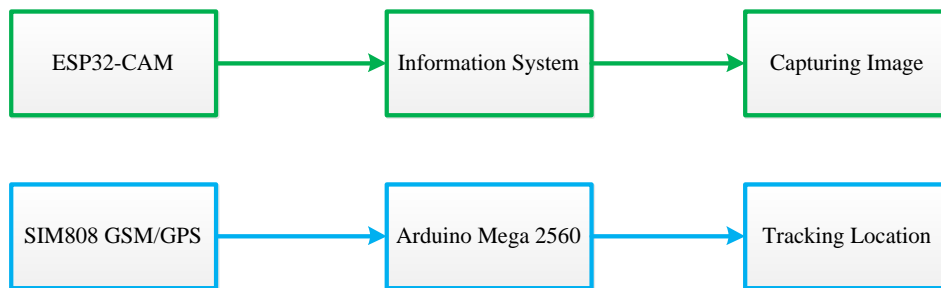 ESP32-CAM
Information System
Capturing Image
SIM808 GSM/GPS
Arduino Mega 2560
Tracking Location